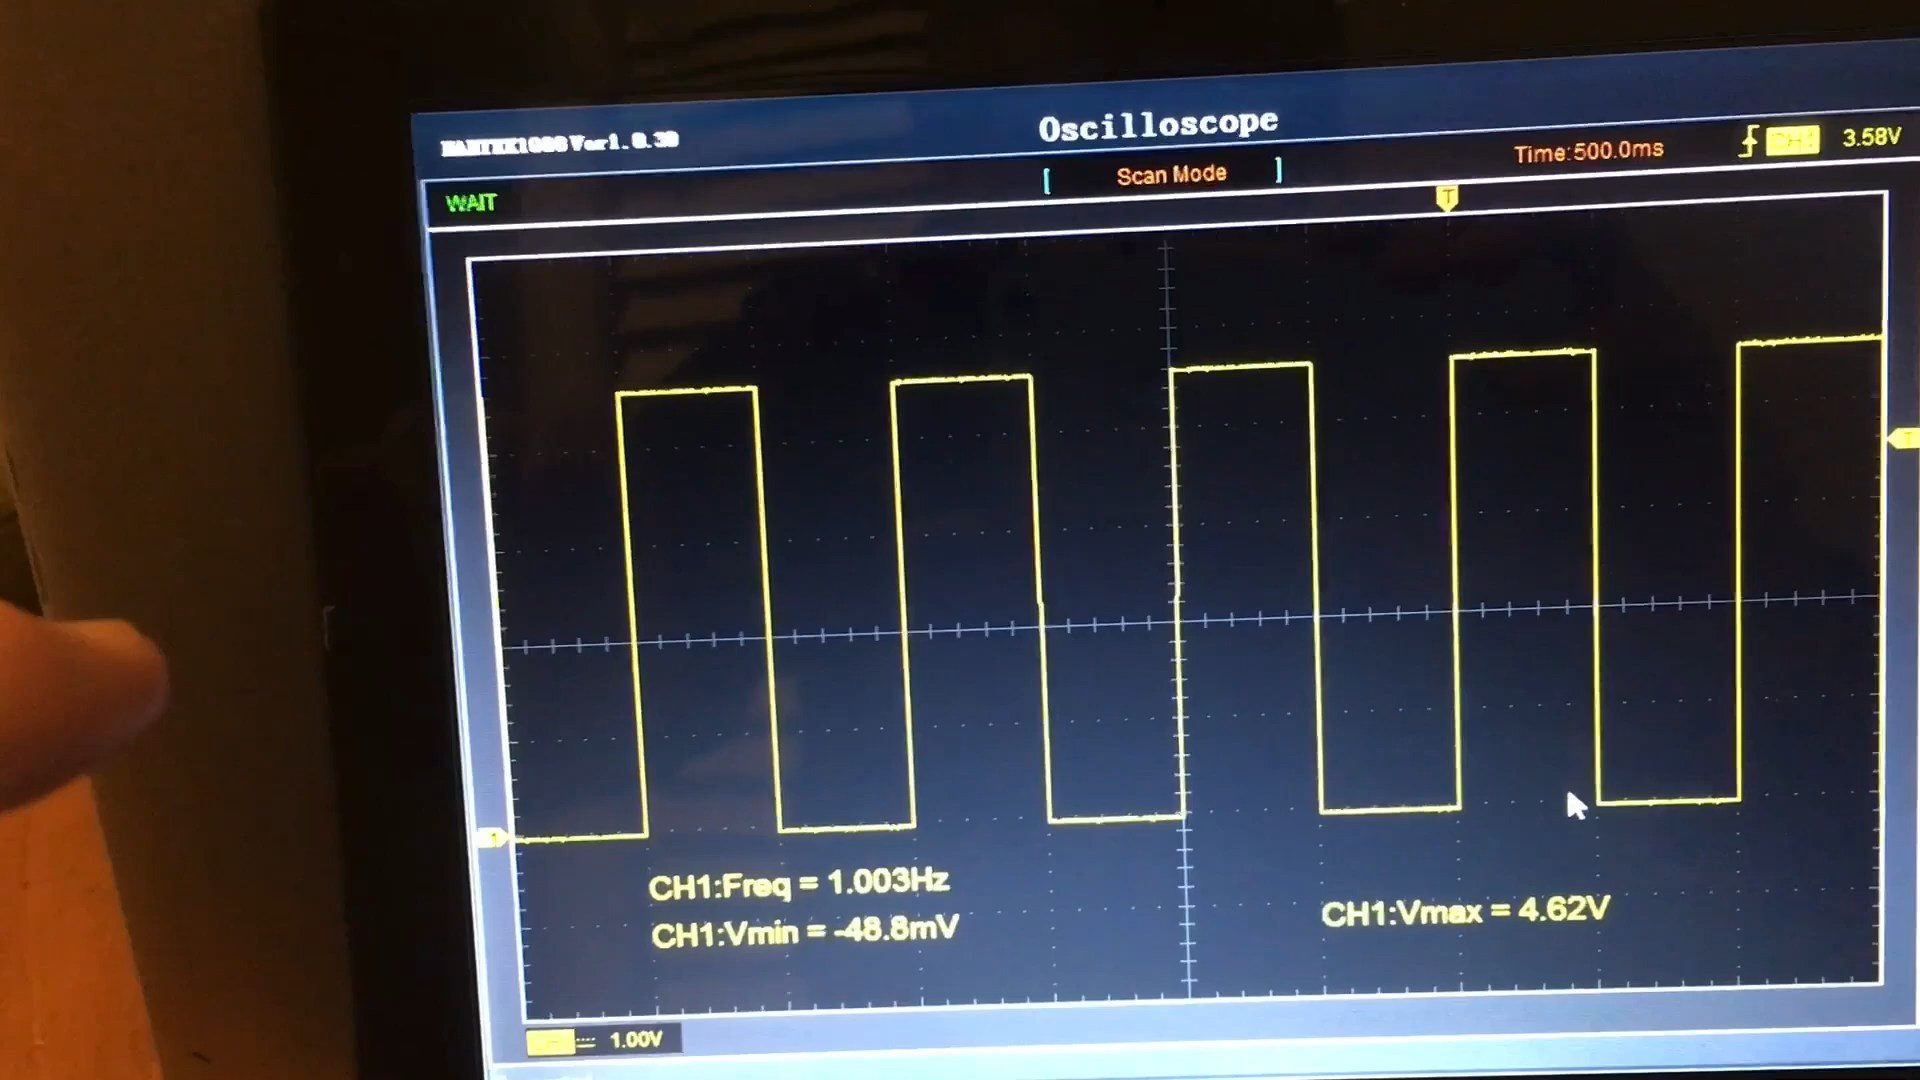 Oscilloscope
Scan Mode
Time:500.0ms
3.58V
WAIT
T
T
1
CH1:Freq = 1.003Hz
CH1:Vmin = -48.8mV
CH1:Vmax = 4.62V
1.00V